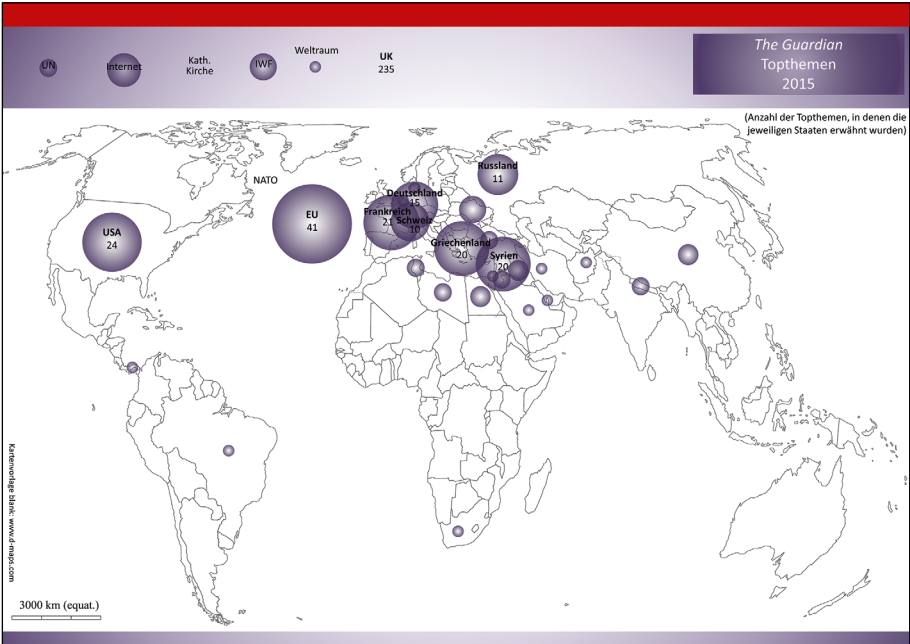 UN
Internet
Kath.
Kirche
IWF
Weltraum
UK
235
The Guardian
Topthemen
2015
(Anzahl der Topthemen, in denen die
jeweiligen Staaten erwähnt wurden)
NATO
Russland
11
Deutschland
15
Frankreich
21
Schweiz
10
EU
41
USA
24
Griechenland
20
Syrien
20
Kartenvorlage blank: www.d-maps.com
3000 km (equat.)